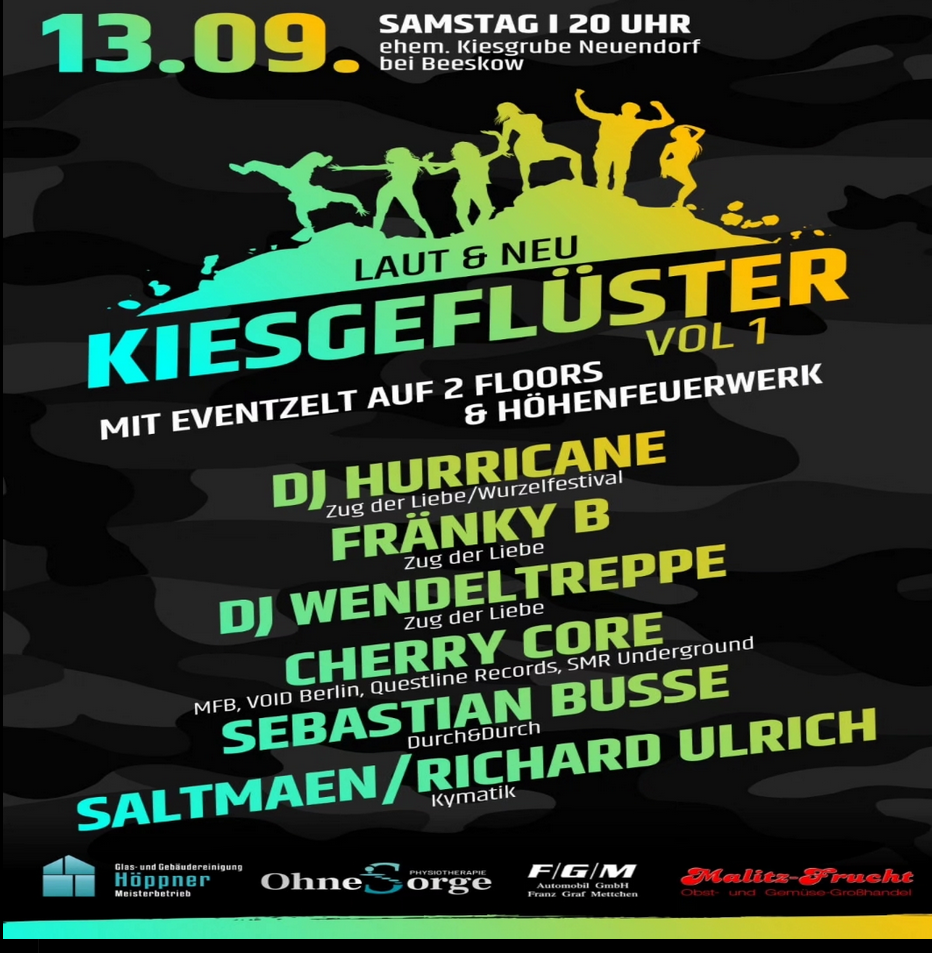 13.09.
SAMSTAG I 20 UHR
ehem. Kiesgrube Neuendorf
bei Beeskow
LAUT & NEU
KIESGEFLÜSTER
VOL 1
MIT EVENTZELT AUF 2 FLOORS
& HÖHENFEUERWERK
DJ HURRICANE
Zug der Liebe/Wurzelfestival
FRÄNKY B
Zug der Liebe
DJ WENDELTREPPE
Zug der Liebe
CHERRY CORE
MFB, VOID Berlin, Questline Records, SMR Underground
SEBASTIAN BUSSE
Durch&Durch
SALTMAEN/RICHARD ULRICH
Kymatik
Glas- und Gebäudereinigung
Höppner
Meisterbetrieb
PHYSIOTHERAPIE
OhneSorge
F/G/M
Automobil GmbH
Franz Graf Mettchen
Malitz-Frucht
Obst- und Gemüse-Großhandel